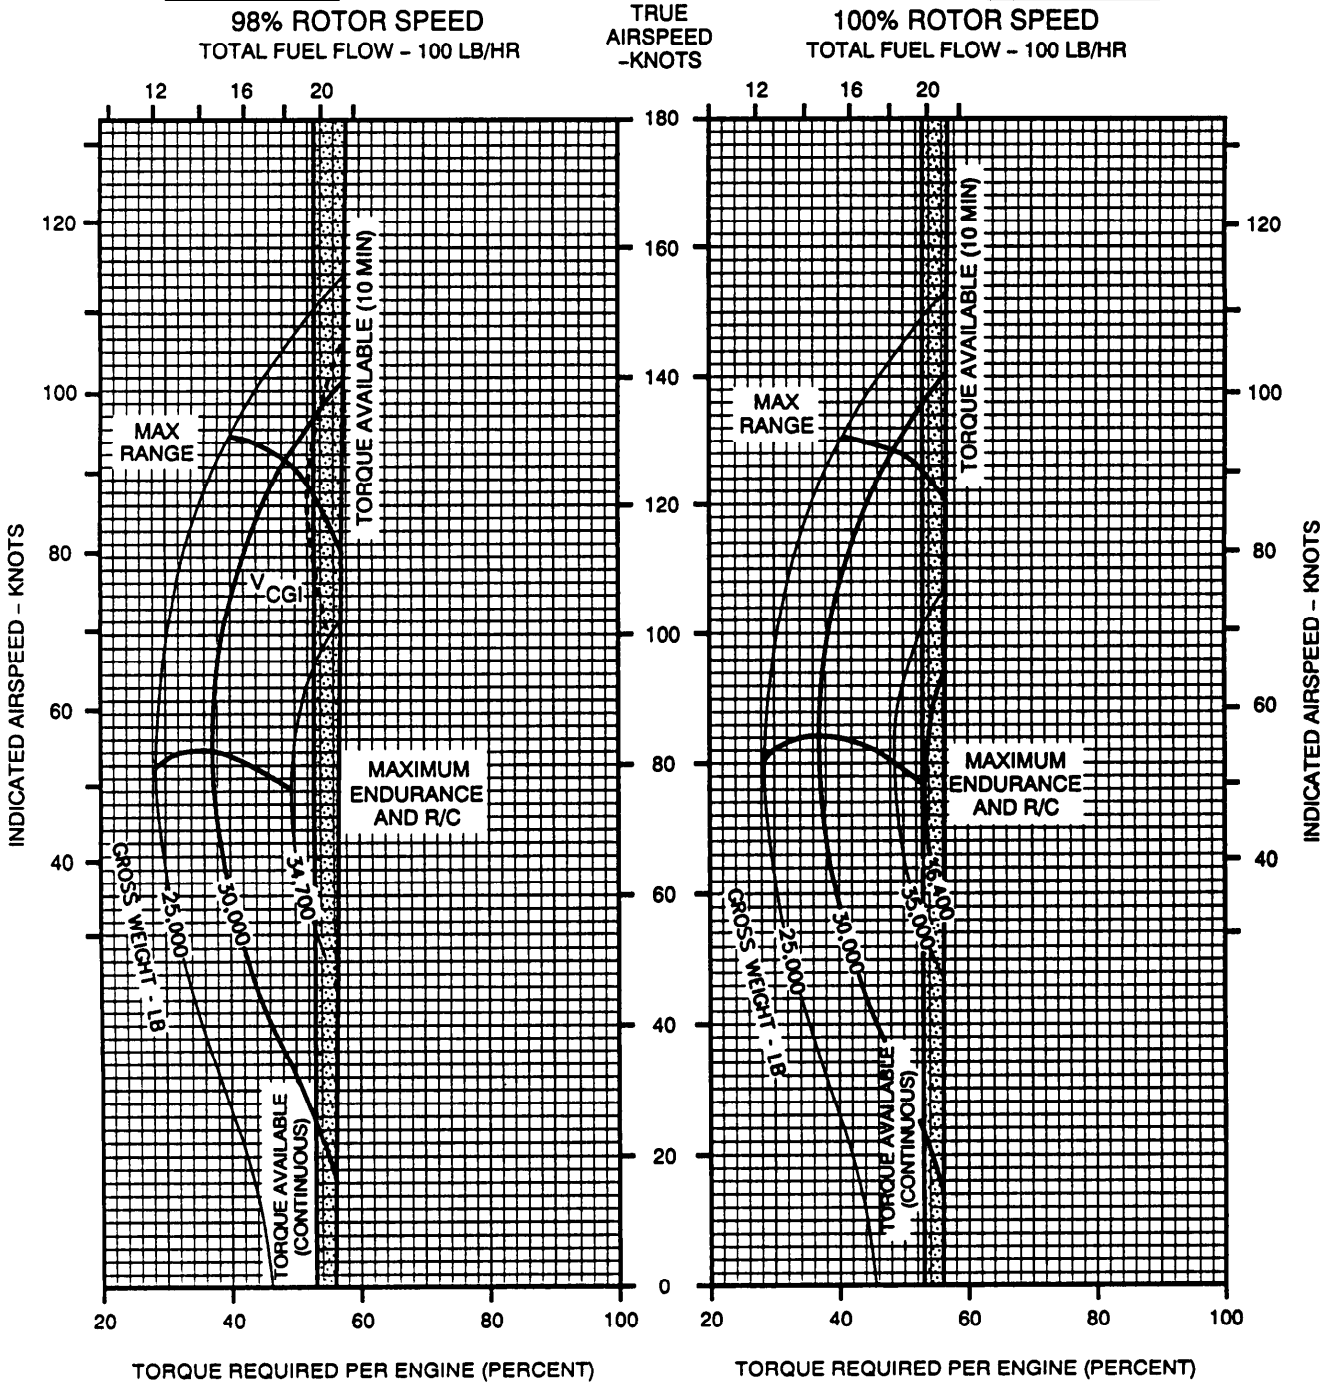 98% ROTOR SPEED
TOTAL FUEL FLOW – 100 LB/HR
TRUE
AIRSPEED
–KNOTS
100% ROTOR SPEED
TOTAL FUEL FLOW – 100 LB/HR
12 16 20
12 16 20
INDICATED AIRSPEED – KNOTS
120
100
80
60
40
MAX
RANGE
TORQUE AVAILABLE (10 MIN)
VCGI
MAXIMUM
ENDURANCE
AND R/C
GROSS WEIGHT - LB
25,000
30,000
34,700
TORQUE AVAILABLE
(CONTINUOUS)
20 40 60 80 100
TORQUE REQUIRED PER ENGINE (PERCENT)
180
160
140
120
100
80
60
40
20
0
MAX
RANGE
TORQUE AVAILABLE (10 MIN)
MAXIMUM
ENDURANCE
AND R/C
GROSS WEIGHT - LB
25,000
30,000
35,000
TORQUE AVAILABLE
(CONTINUOUS)
20 40 60 80 100
TORQUE REQUIRED PER ENGINE (PERCENT)
120
100
80
60
40
INDICATED AIRSPEED – KNOTS